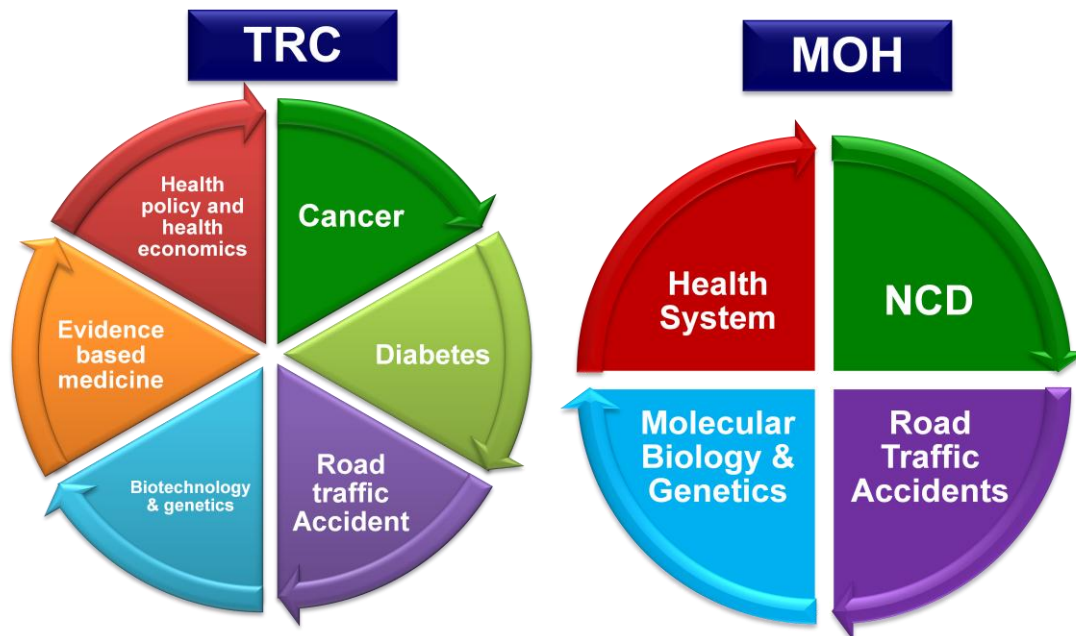 TRC
Health
policy and
health
economics
Cancer
Evidence
based
medicine
Diabetes
Biotechnology
& genetics
Road
traffic
Accident
MOH
Health
System
NCD
Molecular
Biology &
Genetics
Road
Traffic
Accidents